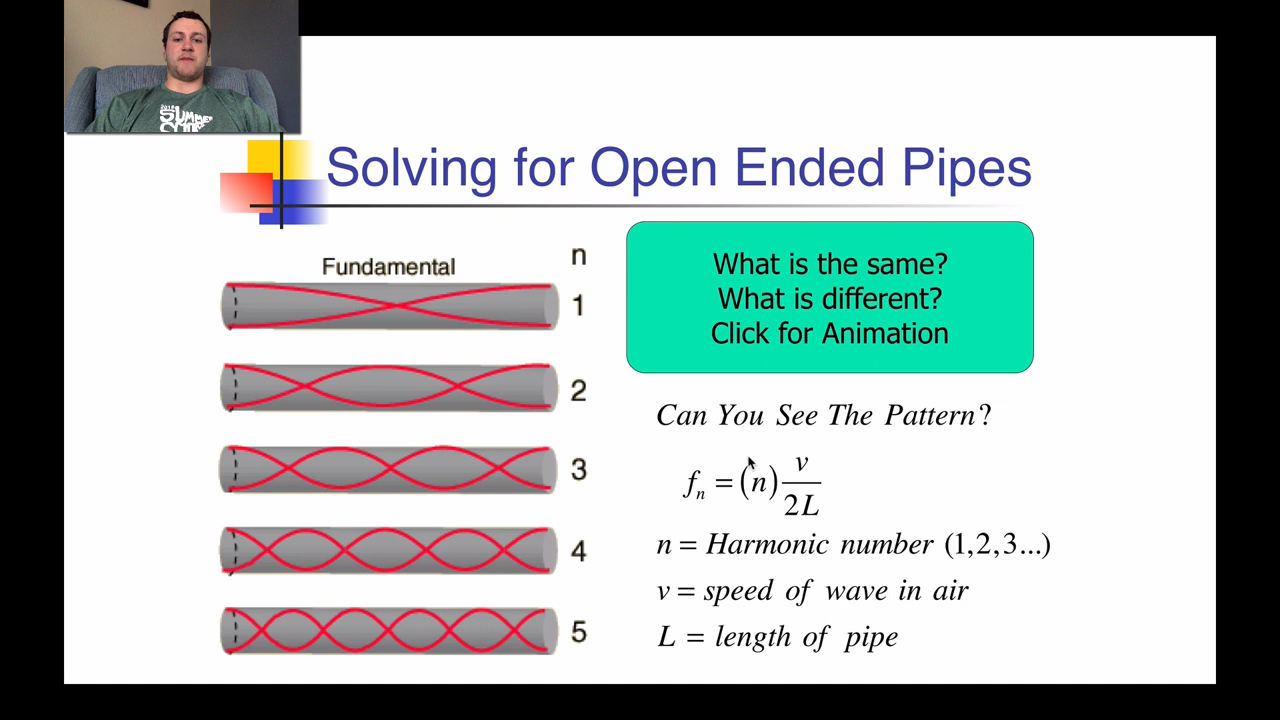 SUMMER
Solving for Open Ended Pipes
Fundamental
n
1
2
3
4
5
What is the same?
What is different?
Click for Animation
Can You See The Pattern?
fₙ = (n) v/2L
n = Harmonic number (1,2,3...)
v = speed of wave in air
L = length of pipe